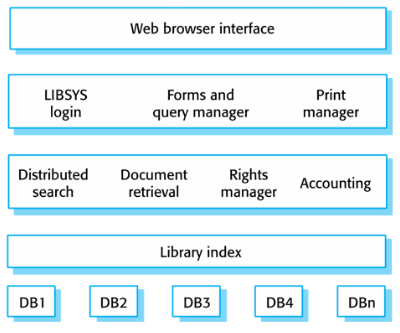 Web browser interface
LIBSYS
login
Forms and
query manager
Print
manager
Distributed
search
Document
retrieval
Rights
manager
Accounting
Library index
DB1
DB2
DB3
DB4
DBn